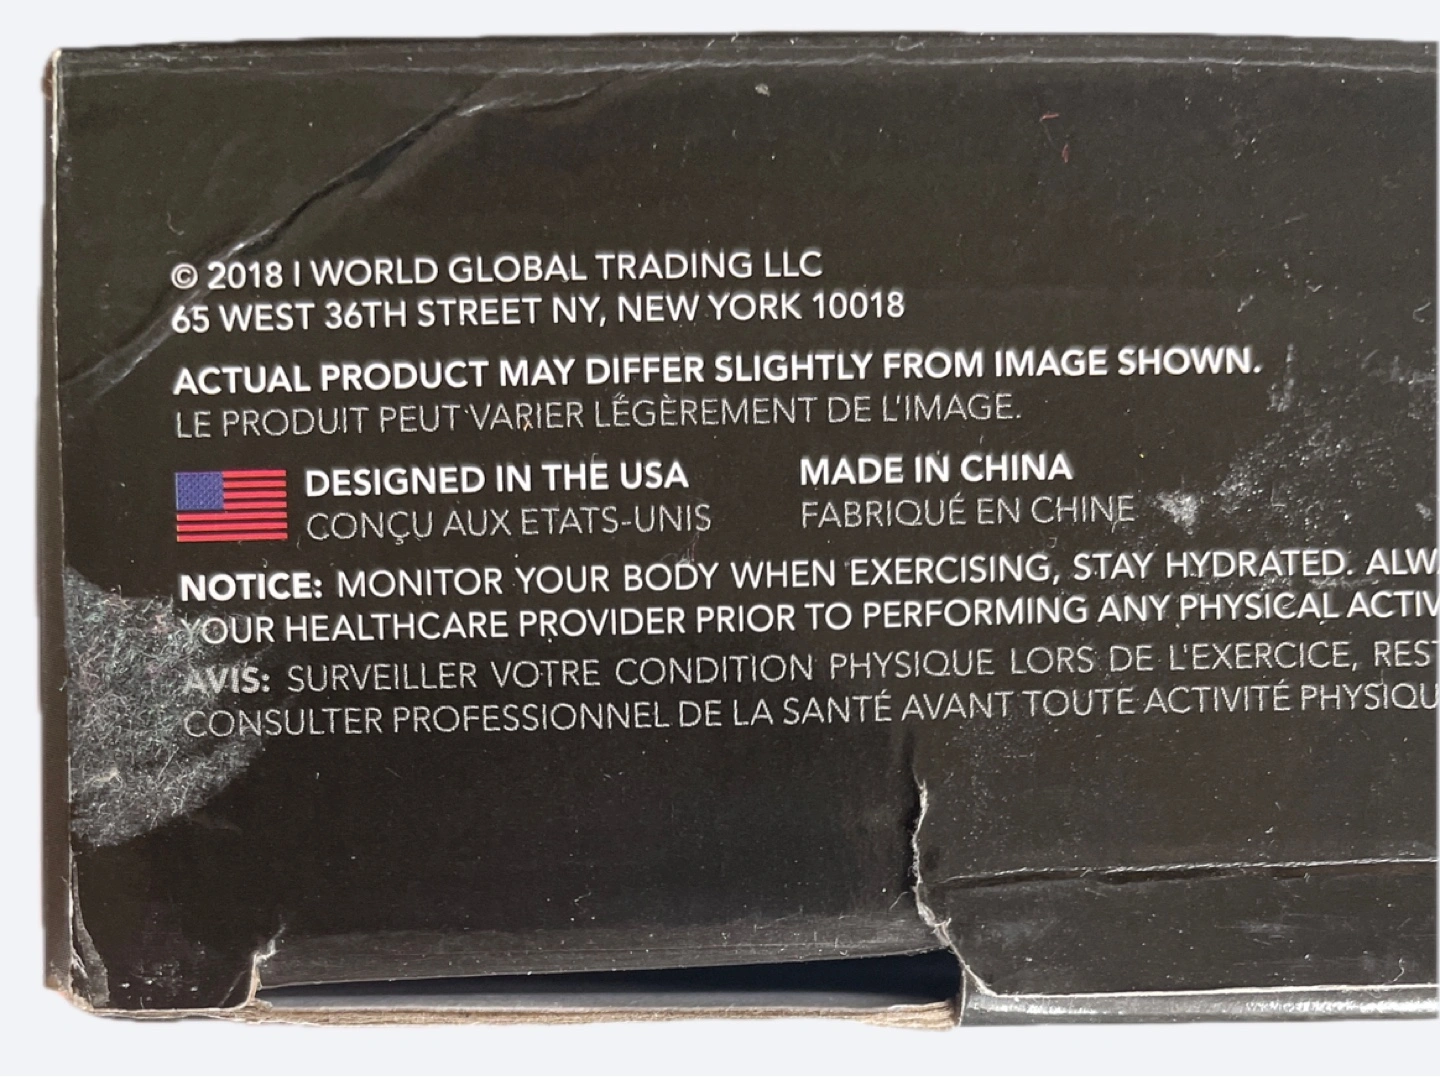 © 2018 I WORLD GLOBAL TRADING LLC
65 WEST 36TH STREET NY, NEW YORK 10018
ACTUAL PRODUCT MAY DIFFER SLIGHTLY FROM IMAGE SHOWN.
LE PRODUIT PEUT VARIER LÉGÈREMENT DE L'IMAGE.
DESIGNED IN THE USA
CONÇU AUX ETATS-UNIS
MADE IN CHINA
FABRIQUÉ EN CHINE
NOTICE: MONITOR YOUR BODY WHEN EXERCISING, STAY HYDRATED.
YOUR HEALTHCARE PROVIDER PRIOR TO PERFORMING ANY PHYSICAL
AVIS: SURVEILLER VOTRE CONDITION PHYSIQUE LORS DE L'EXERCICE,
CONSULTER PROFESSIONNEL DE LA SANTÉ AVANT TOUTE ACTIVITÉ